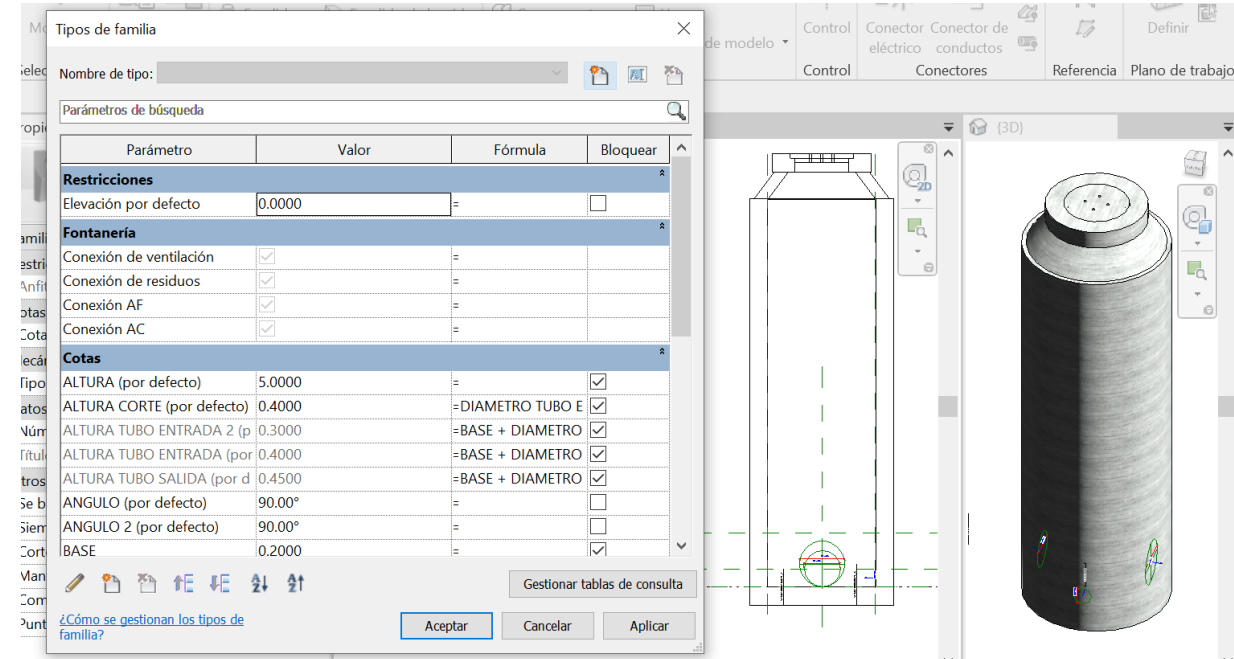 Tipos de familia
Nombre de tipo:
Parámetros de búsqueda
Parámetro Valor Fórmula Bloquear
Restricciones
Elevación por defecto 0.0000 =
Fontanería
Conexión de ventilación =
Conexión de residuos =
Conexión AF =
Conexión AC =
Cotas
ALTURA (por defecto) 5.0000 =
ALTURA CORTE (por defecto) 0.4000 =DIAMETRO TUBO E
ALTURA TUBO ENTRADA 2 (p 0.3000 =BASE + DIAMETRO
ALTURA TUBO ENTRADA (por 0.4000 =BASE + DIAMETRO
ALTURA TUBO SALIDA (por d 0.4500 =BASE + DIAMETRO
ANGULO (por defecto) 90.00° =
ANGULO 2 (por defecto) 90.00° =
BASE 0.2000 =
Gestionar tablas de consulta
¿Cómo se gestionan los tipos de
familia?
Aceptar Cancelar Aplicar
de modelo
Control Conector Conector de Definir
eléctrico conductos
Control Conectores Referencia Plano de trabajo
{3D}
2D